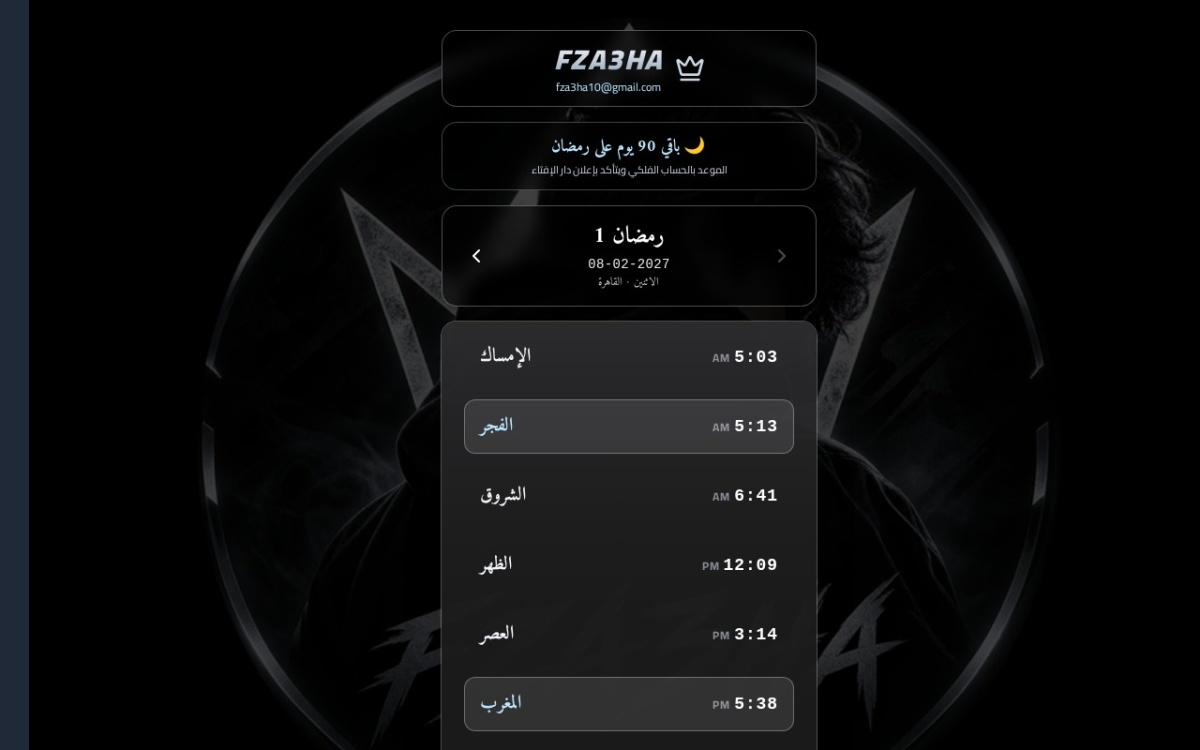 FZA3HA
fza3ha10@gmail.com
🌙 باقي 90 يوم على رمضان
الموعد بالحساب الفلكي ويتأكد بإعلان دار الإفتاء
رمضان 1
08-02-2027
الاثنين · القاهرة
الإمساك 5:03 AM
الفجر 5:13 AM
الشروق 6:41 AM
الظهر 12:09 PM
العصر 3:14 PM
المغرب 5:38 PM
FZA3HA